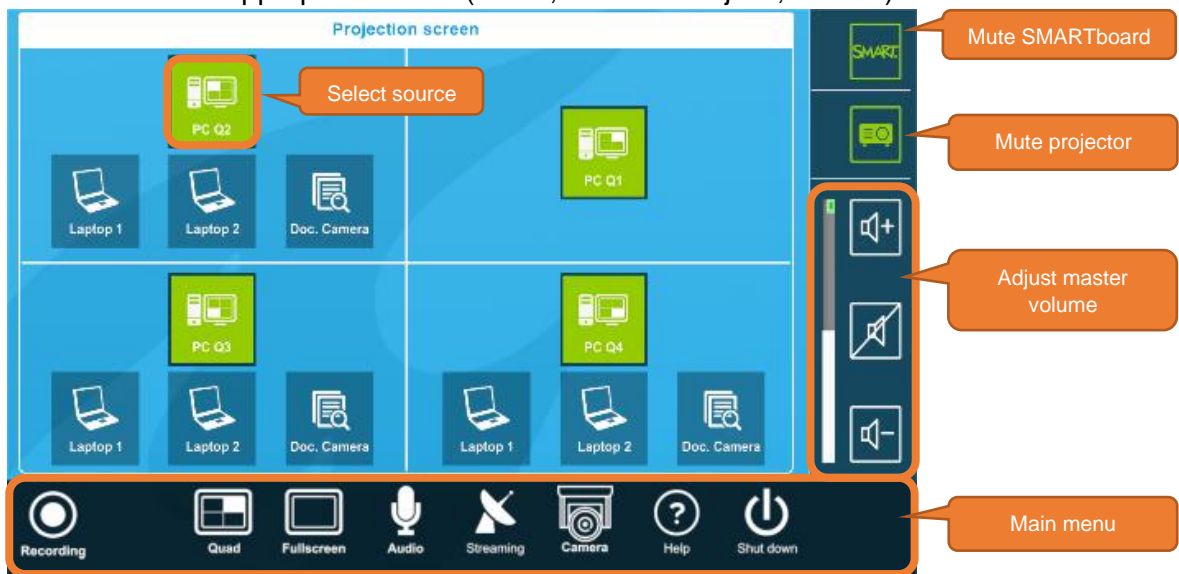 Projection screen
SMART
Mute SMARTboard
Select source
PC Q2
PC Q1
Mute projector
Laptop 1
Laptop 2
Doc. Camera
Adjust master
volume
PC Q3
PC Q4
Laptop 1
Laptop 2
Doc. Camera
Laptop 1
Laptop 2
Doc. Camera
Recording
Quad
Fullscreen
Audio
Streaming
Camera
?
Help
Shut down
Main menu